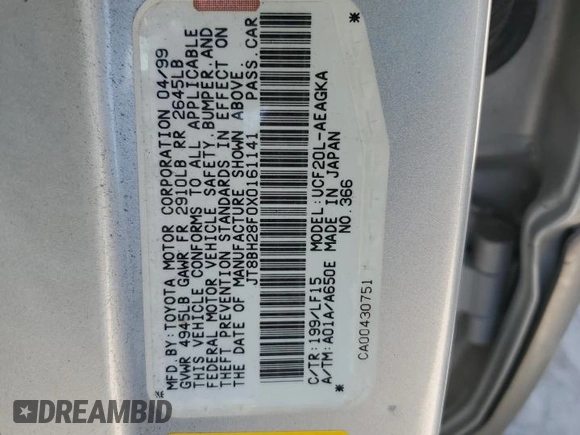 MFD.BY:TOYOTA MOTOR CORPORATION 04/99
GVWR 4945LB GAWR FR 2910LB RR 2645LB
THIS VEHICLE CONFORMS TO ALL APPLICABLE
FEDERAL MOTOR VEHICLE SAFETY,BUMPER,AND
THEFT PREVENTION STANDARDS IN EFFECT ON
THE DATE OF MANUFACTURE SHOWN ABOVE.
JT8BH28F0X0161141 PASS.CAR
* *
C/TR:199/LF15 MODEL:UCF20L-AEAGKA
A/TM:A01A/A650E MADE IN JAPAN
* NO.366
CA00430751
DREAMBID